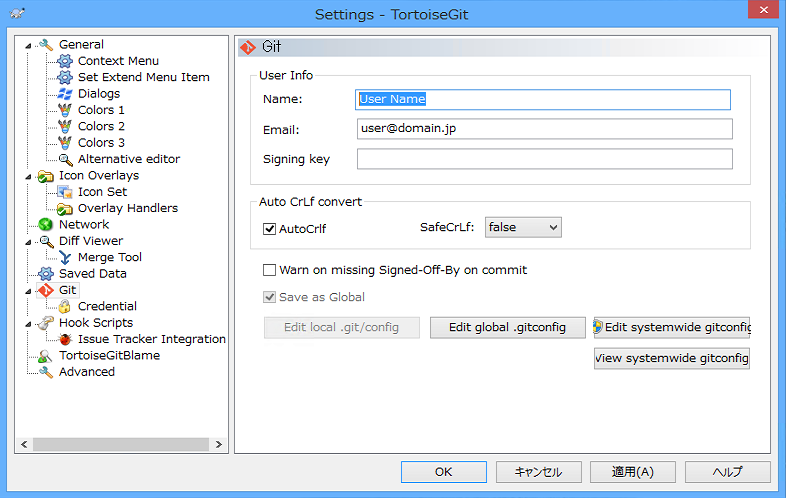 Settings - TortoiseGit
General
Context Menu
Set Extend Menu Item
Dialogs
Colors 1
Colors 2
Colors 3
Alternative editor
Icon Overlays
Icon Set
Overlay Handlers
Network
Diff Viewer
Merge Tool
Saved Data
Git
Credential
Hook Scripts
Issue Tracker Integration
TortoiseGitBlame
Advanced
Git
User Info
Name: User Name
Email: user@domain.jp
Signing key
Auto CrLf convert
AutoCrlf SafeCrLf: false
Warn on missing Signed-Off-By on commit
Save as Global
Edit local .git/config Edit global .gitconfig Edit systemwide gitconfig
View systemwide gitconfig
OK キャンセル 適用(A) ヘルプ